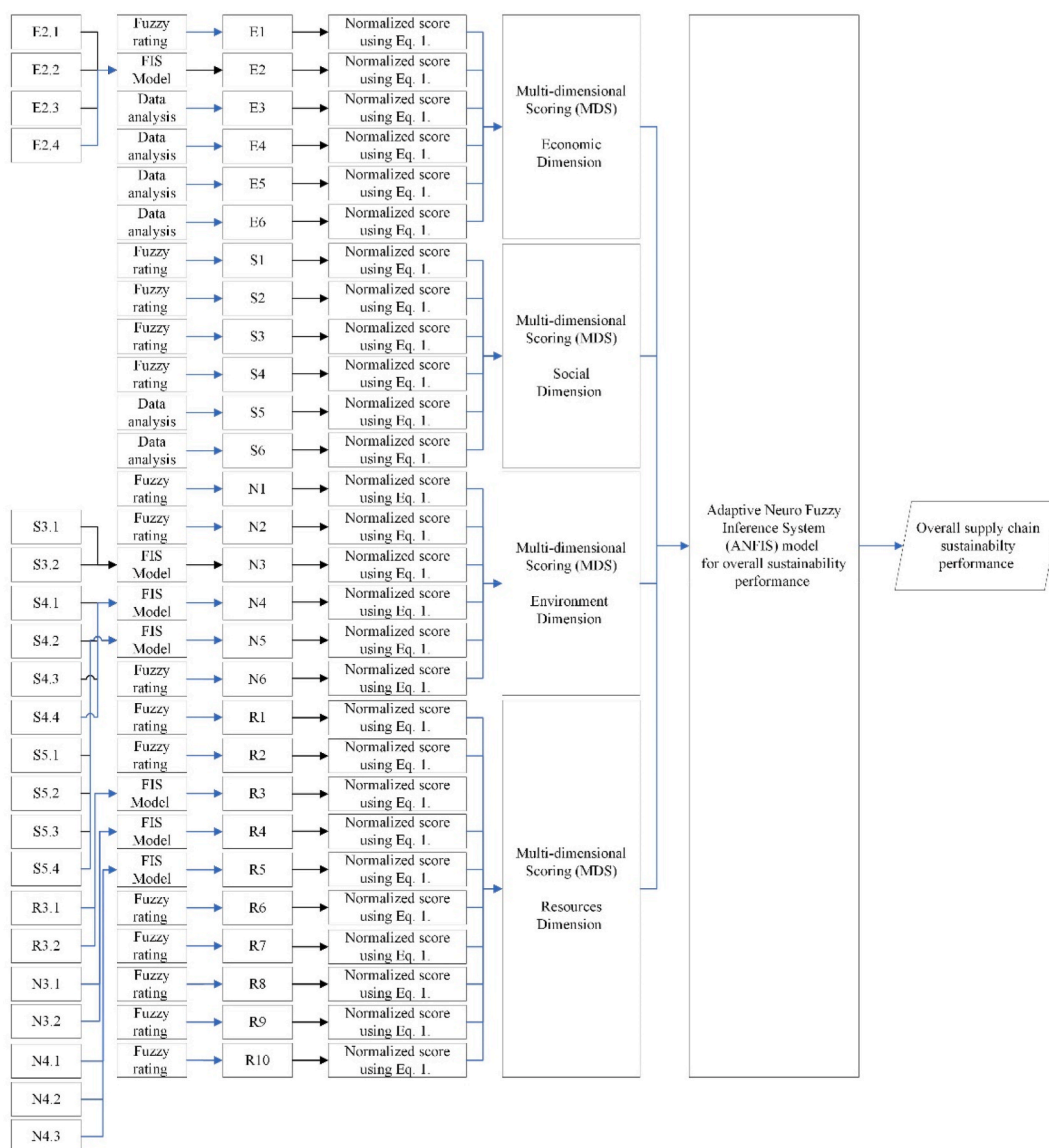 E2.1
E2.2
E2.3
E2.4
S3.1
S3.2
S4.1
S4.2
S4.3
S4.4
S5.1
S5.2
S5.3
S5.4
R3.1
R3.2
N3.1
N3.2
N4.1
N4.2
N4.3
Fuzzy
rating
FIS
Model
Data
analysis
Data
analysis
Data
analysis
Data
analysis
Fuzzy
rating
Fuzzy
rating
Fuzzy
rating
Fuzzy
rating
Data
analysis
Data
analysis
Fuzzy
rating
Fuzzy
rating
FIS
Model
FIS
Model
FIS
Model
Fuzzy
rating
Fuzzy
rating
Fuzzy
rating
FIS
Model
FIS
Model
FIS
Model
Fuzzy
rating
Fuzzy
rating
Fuzzy
rating
Fuzzy
rating
Fuzzy
rating
E1
E2
E3
E4
E5
E6
S1
S2
S3
S4
S5
S6
N1
N2
N3
N4
N5
N6
R1
R2
R3
R4
R5
R6
R7
R8
R9
R10
Normalized score
using Eq. 1.
Normalized score
using Eq. 1.
Normalized score
using Eq. 1.
Normalized score
using Eq. 1.
Normalized score
using Eq. 1.
Normalized score
using Eq. 1.
Normalized score
using Eq. 1.
Normalized score
using Eq. 1.
Normalized score
using Eq. 1.
Normalized score
using Eq. 1.
Normalized score
using Eq. 1.
Normalized score
using Eq. 1.
Normalized score
using Eq. 1.
Normalized score
using Eq. 1.
Normalized score
using Eq. 1.
Normalized score
using Eq. 1.
Normalized score
using Eq. 1.
Normalized score
using Eq. 1.
Normalized score
using Eq. 1.
Normalized score
using Eq. 1.
Normalized score
using Eq. 1.
Normalized score
using Eq. 1.
Normalized score
using Eq. 1.
Normalized score
using Eq. 1.
Normalized score
using Eq. 1.
Normalized score
using Eq. 1.
Normalized score
using Eq. 1.
Normalized score
using Eq. 1.
Multi-dimensional
Scoring (MDS)
Economic
Dimension
Multi-dimensional
Scoring (MDS)
Social
Dimension
Multi-dimensional
Scoring (MDS)
Environment
Dimension
Multi-dimensional
Scoring (MDS)
Resources
Dimension
Adaptive Neuro Fuzzy
Inference System
(ANFIS) model
for overall sustainability
performance
Overall supply chain
sustainabilty
performance